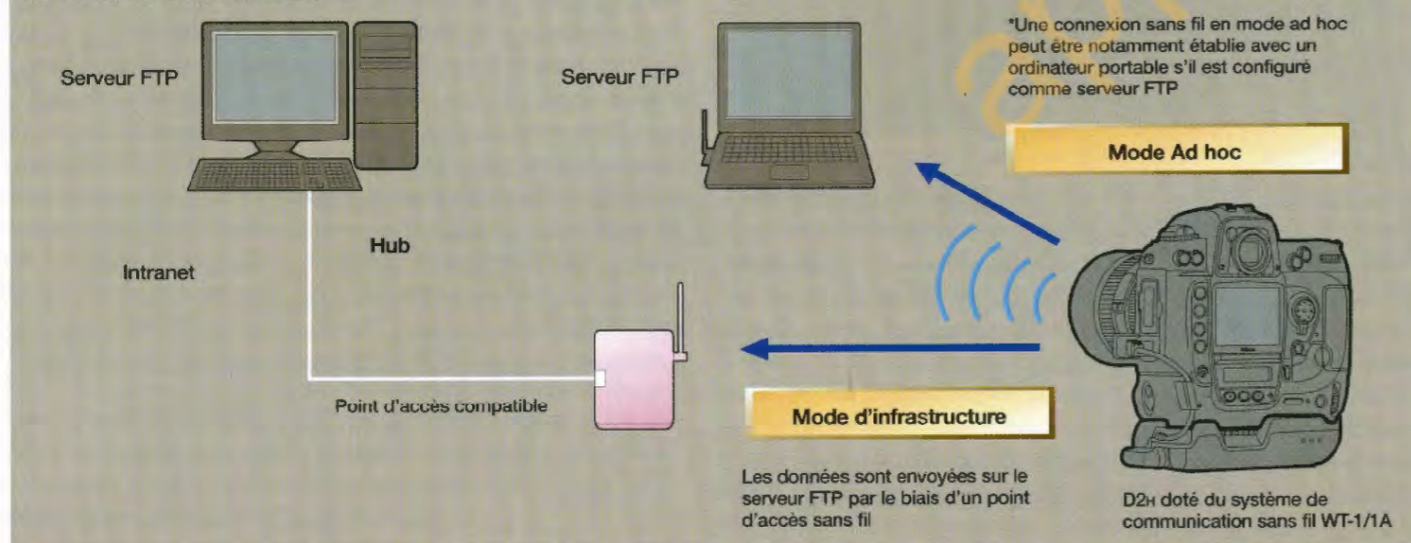 *Une connexion sans fil en mode ad hoc
peut être notamment établie avec un
ordinateur portable s'il est configuré
comme serveur FTP
Serveur FTP
Serveur FTP
Mode Ad hoc
Hub
Intranet
Point d'accès compatible
Mode d'infrastructure
Les données sont envoyées sur le
serveur FTP par le biais d'un point
d'accès sans fil
D2H doté du système de
communication sans fil WT-1/1A